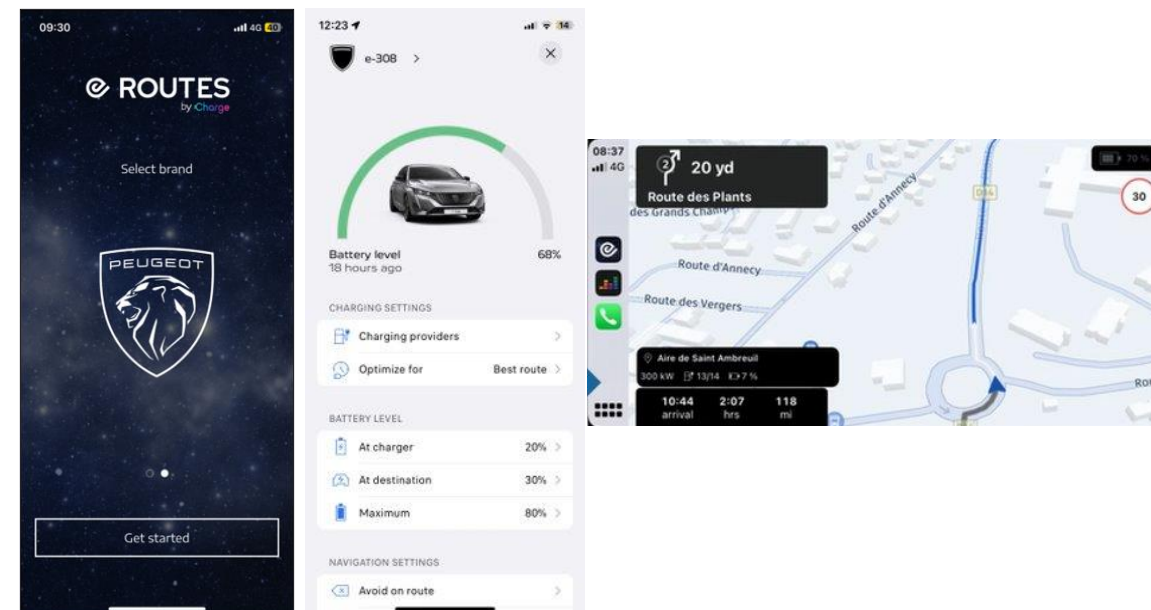 09:30
4G 40
ROUTES
by Charge
Select brand
PEUGEOT
Get started
12:23
14
e-308 >
Battery level
68%
18 hours ago
CHARGING SETTINGS
Charging providers
Optimize for Best route
BATTERY LEVEL
At charger 20%
At destination 30%
Maximum 80%
NAVIGATION SETTINGS
Avoid on route
08:37
4G
2
20 yd
Route des Plants
des Grands Champs
Route d'Annecy
Route d'Annecy
Route des Vergers
70 %
30
Aire de Saint Ambreuil
300 kW 13/14 7 %
10:44 2:07 118
arrival hrs mi